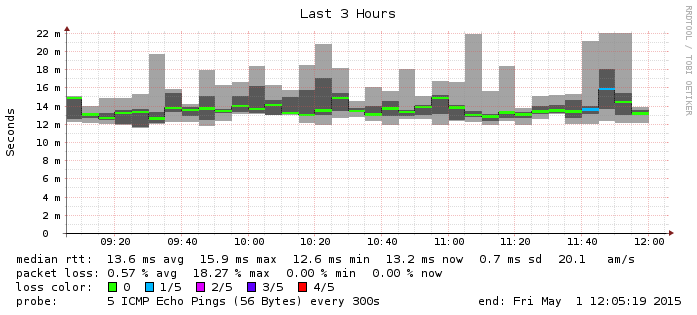 Last 3 Hours
RRDTOOL / TOBI OETIKER
Seconds
22 m
20 m
18 m
16 m
14 m
12 m
10 m
8 m
6 m
4 m
2 m
0
09:20 09:40 10:00 10:20 10:40 11:00 11:20 11:40 12:00
median rtt: 13.6 ms avg 15.9 ms max 12.6 ms min 13.2 ms now 0.7 ms sd 20.1 am/s
packet loss: 0.57 % avg 18.27 % max 0.00 % min 0.00 % now
loss color: 0 1/5 2/5 3/5 4/5
probe: 5 ICMP Echo Pings (56 Bytes) every 300s end: Fri May 1 12:05:19 2015